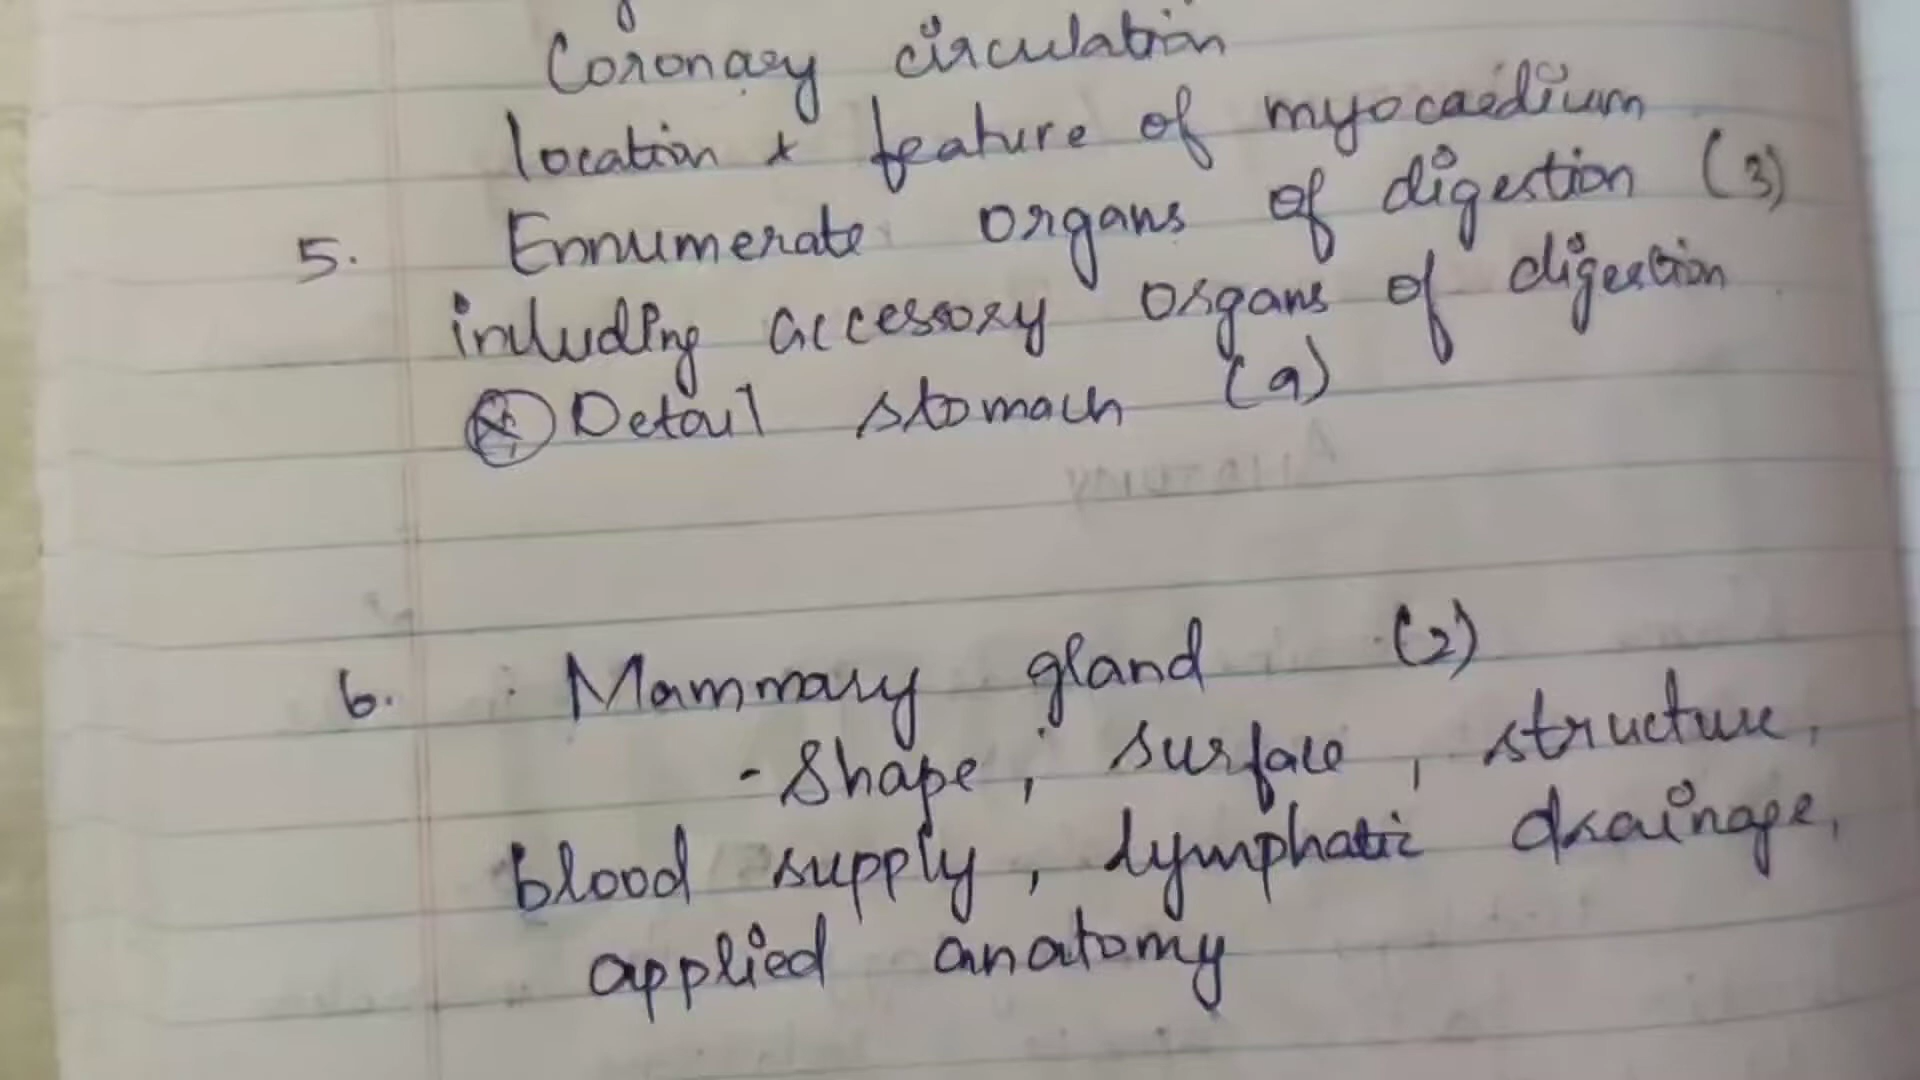 Coronary circulation
location & feature of myocardium
5. Ennumerate organs of digestion (3)
including accessory organs of digestion
Detail stomach (9)
6. Mammary gland (2)
- Shape, surface, structure,
blood supply, lymphatic drainage,
applied anatomy